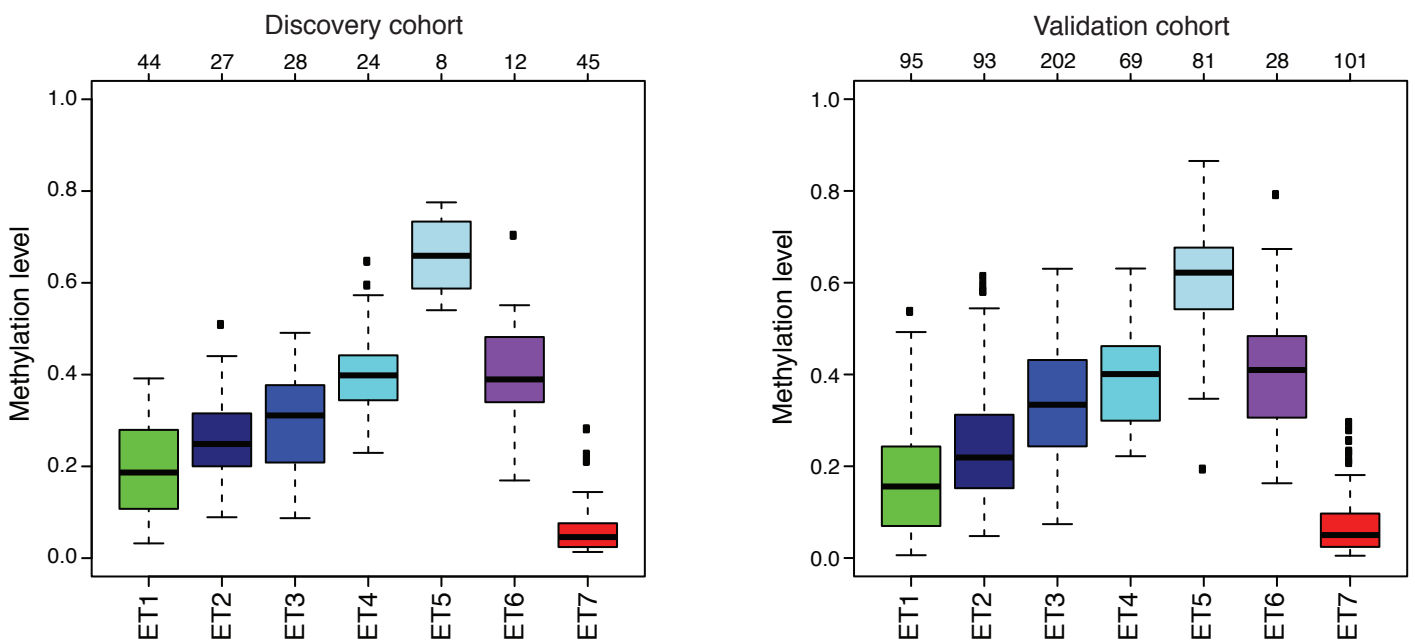 Discovery cohort
44 27 28 24 8 12 45
Methylation level
1.0
0.8
0.6
0.4
0.2
0.0
ET1 ET2 ET3 ET4 ET5 ET6 ET7
Validation cohort
95 93 202 69 81 28 101
Methylation level
1.0
0.8
0.6
0.4
0.2
0.0
ET1 ET2 ET3 ET4 ET5 ET6 ET7